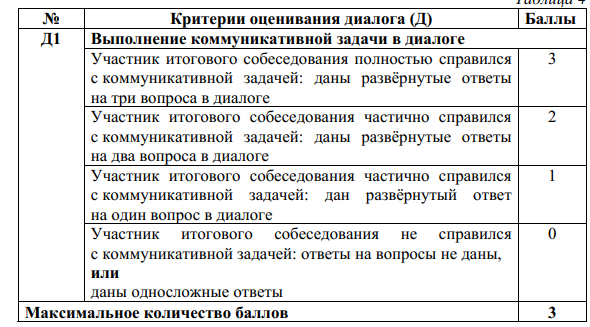 Таблица 4
№ Критерии оценивания диалога (Д) Баллы
Д1 Выполнение коммуникативной задачи в диалоге
Участник итогового собеседования полностью справился 3
с коммуникативной задачей: даны развёрнутые ответы
на три вопроса в диалоге
Участник итогового собеседования частично справился 2
с коммуникативной задачей: даны развёрнутые ответы
на два вопроса в диалоге
Участник итогового собеседования частично справился 1
с коммуникативной задачей: дан развёрнутый ответ
на один вопрос в диалоге
Участник итогового собеседования не справился 0
с коммуникативной задачей: ответы на вопросы не даны,
или
даны односложные ответы
Максимальное количество баллов 3